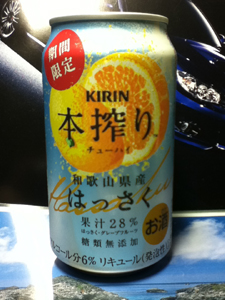 期間
限定
KIRIN
本搾り
チューハイ
和歌山県産
はっさく
果汁28%
はっさく・グレープフルーツ
糖類無添加
お酒
アルコール分6% リキュール(発泡性)